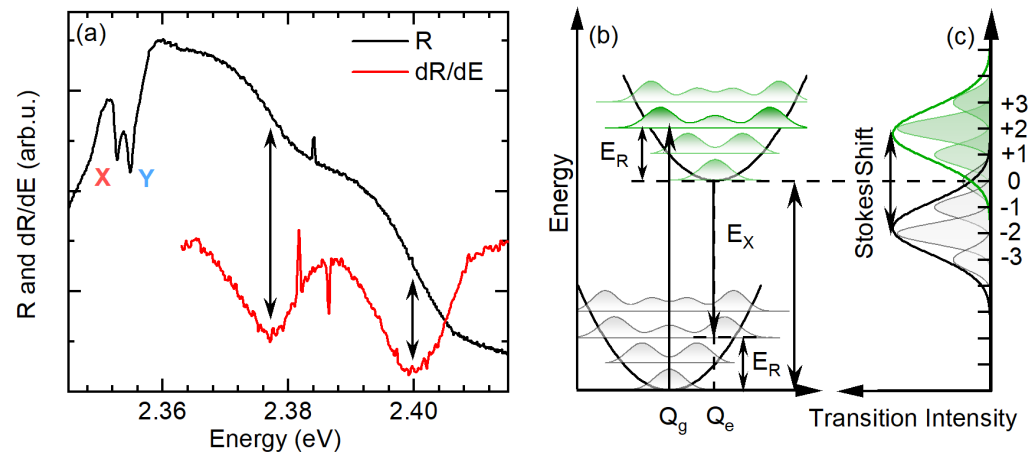 (a)
R
dR/dE
X
Y
R and dR/dE (arb.u.)
2.36
2.38
2.40
Energy (eV)
(b)
Energy
E_R
E_X
E_R
Q_g
Q_e
(c)
Stokes Shift
+3
+2
+1
0
-1
-2
-3
Transition Intensity